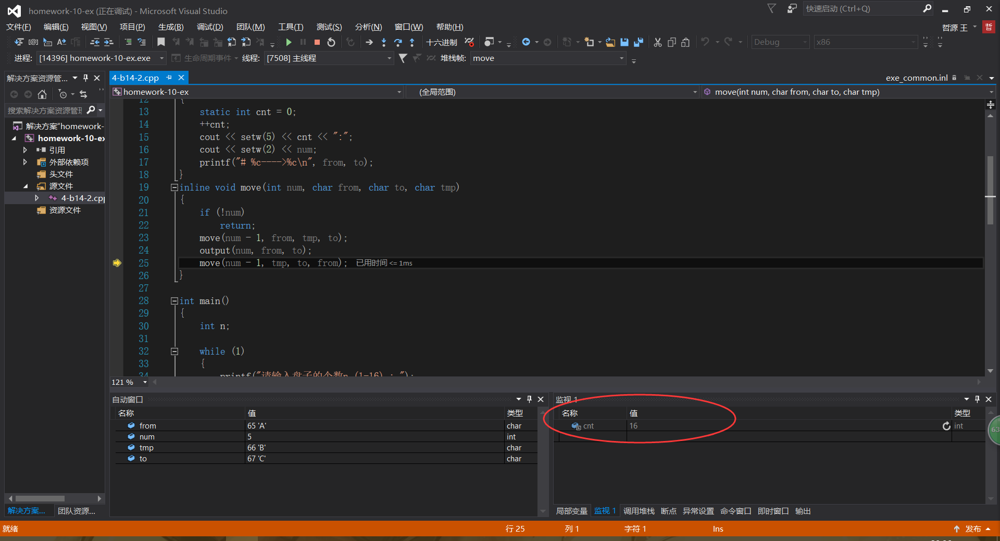 homework-10-ex (正在调试) - Microsoft Visual Studio
快速启动 (Ctrl+Q)
文件(F) 编辑(E) 视图(V) 项目(P) 生成(B) 调试(D) 团队(M) 工具(T) 测试(S) 分析(N) 窗口(W) 帮助(H)
哲源 王 哲
十六进制 Debug x86
进程: [14396] homework-10-ex.exe 生命周期事件 线程: [7508] 主线程 堆栈帧: move
解决方案资源管...
4-b14-2.cpp
exe_common.inl
homework-10-ex (全局范围) move(int num, char from, char to, char tmp)
搜索解决方案资源管理
解决方案"homework-
homework-10-ex
引用
外部依赖项
头文件
源文件
4-b14-2.cpp
资源文件
12 {
13 static int cnt = 0;
14 ++cnt;
15 cout << setw(5) << cnt << ":";
16 cout << setw(2) << num;
17 printf("# %c---->%c\n", from, to);
18 }
19 inline void move(int num, char from, char to, char tmp)
20 {
21 if (!num)
22 return;
23 move(num - 1, from, tmp, to);
24 output(num, from, to);
25 move(num - 1, tmp, to, from); 已用时间 <= 1ms
26 }
27
28 int main()
29 {
30 int n;
31
32 while (1)
33 {
34 printf("请输入盘子的个数n (1-16) : ");
121 %
自动窗口
名称 值 类型
from 65 'A' char
num 5 int
tmp 66 'B' char
to 67 'C' char
监视 1
名称 值 类型
cnt 16 int
63
解决方案... 团队资源...
局部变量 监视 1 调用堆栈 断点 异常设置 命令窗口 即时窗口 输出
就绪 行 25 列 1 字符 1 Ins 发布